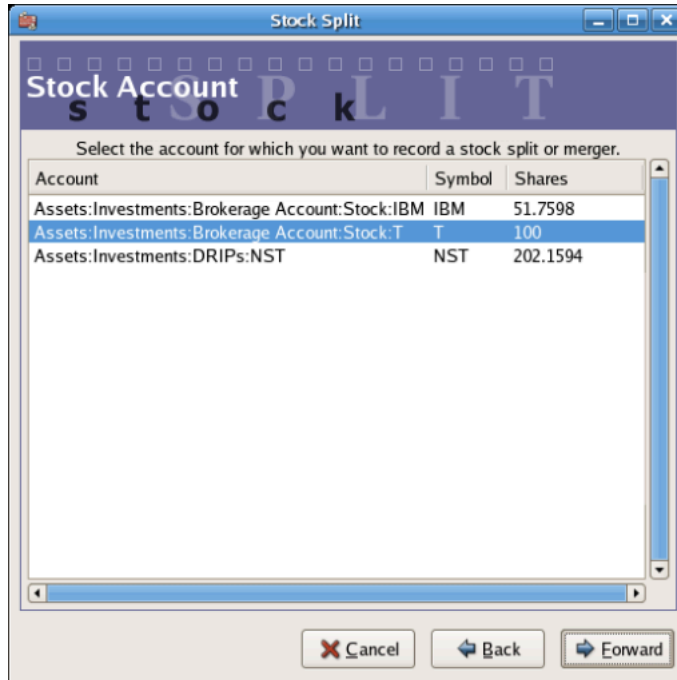 Stock Split
Stock Account
stock SPLIT
Select the account for which you want to record a stock split or merger.
Account Symbol Shares
Assets:Investments:Brokerage Account:Stock:IBM IBM 51.7598
Assets:Investments:Brokerage Account:Stock:T T 100
Assets:Investments:DRIPs:NST NST 202.1594
Cancel Back Forward